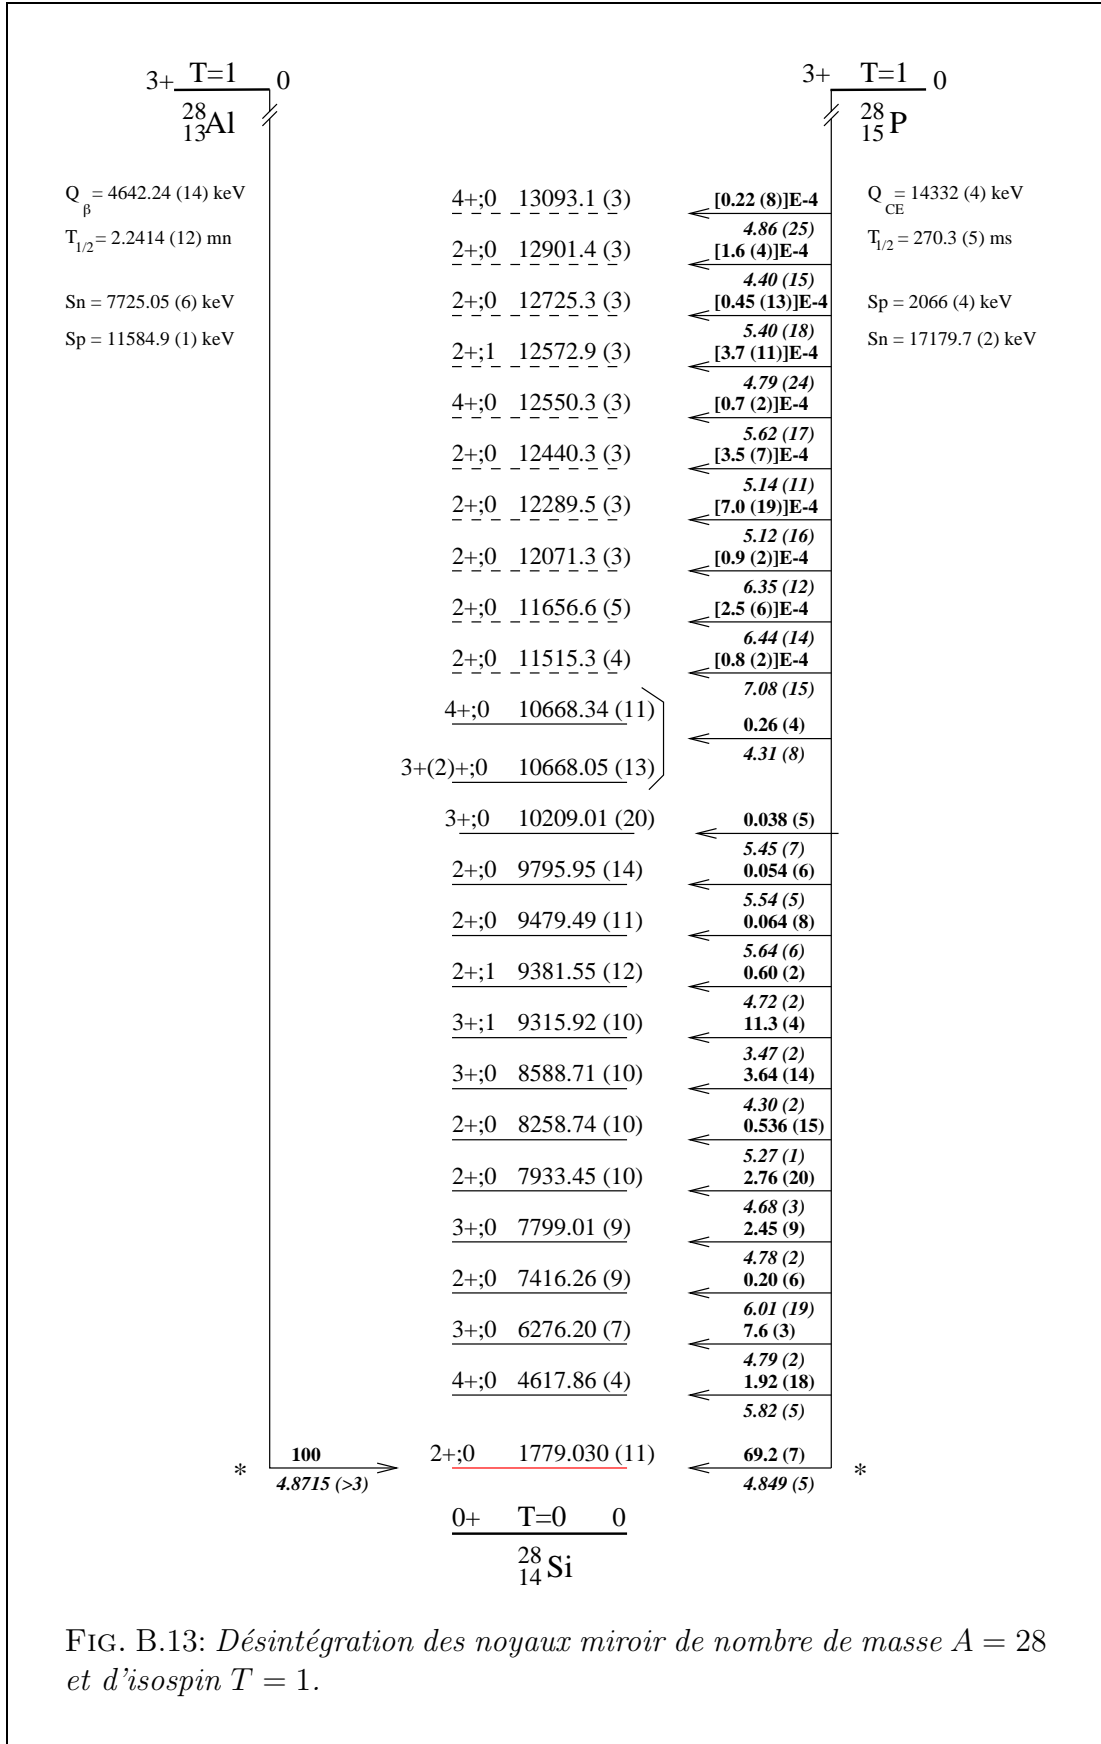 3+ T=1 0
28
13 Al
Q β = 4642.24 (14) keV
T 1/2 = 2.2414 (12) mn
Sn = 7725.05 (6) keV
Sp = 11584.9 (1) keV
3+ T=1 0
28
15 P
Q CE = 14332 (4) keV
T 1/2 = 270.3 (5) ms
Sp = 2066 (4) keV
Sn = 17179.7 (2) keV
4+;0 13093.1 (3) [0.22 (8)]E-4
4.86 (25)
2+;0 12901.4 (3) [1.6 (4)]E-4
4.40 (15)
2+;0 12725.3 (3) [0.45 (13)]E-4
5.40 (18)
2+;1 12572.9 (3) [3.7 (11)]E-4
4.79 (24)
4+;0 12550.3 (3) [0.7 (2)]E-4
5.62 (17)
2+;0 12440.3 (3) [3.5 (7)]E-4
5.14 (11)
2+;0 12289.5 (3) [7.0 (19)]E-4
5.12 (16)
2+;0 12071.3 (3) [0.9 (2)]E-4
6.35 (12)
2+;0 11656.6 (5) [2.5 (6)]E-4
6.44 (14)
2+;0 11515.3 (4) [0.8 (2)]E-4
7.08 (15)
4+;0 10668.34 (11)
0.26 (4)
4.31 (8)
3+(2)+;0 10668.05 (13)
3+;0 10209.01 (20) 0.038 (5)
5.45 (7)
2+;0 9795.95 (14) 0.054 (6)
5.54 (5)
2+;0 9479.49 (11) 0.064 (8)
5.64 (6)
2+;1 9381.55 (12) 0.60 (2)
4.72 (2)
3+;1 9315.92 (10) 11.3 (4)
3.47 (2)
3+;0 8588.71 (10) 3.64 (14)
4.30 (2)
2+;0 8258.74 (10) 0.536 (15)
5.27 (1)
2+;0 7933.45 (10) 2.76 (20)
4.68 (3)
3+;0 7799.01 (9) 2.45 (9)
4.78 (2)
2+;0 7416.26 (9) 0.20 (6)
6.01 (19)
3+;0 6276.20 (7) 7.6 (3)
4.79 (2)
4+;0 4617.86 (4) 1.92 (18)
5.82 (5)
* 100 2+;0 1779.030 (11) 69.2 (7) *
4.8715 (>3) 4.849 (5)
0+ T=0 0
28
14 Si
FIG. B.13: Désintégration des noyaux miroir de nombre de masse A = 28
et d'isospin T = 1.